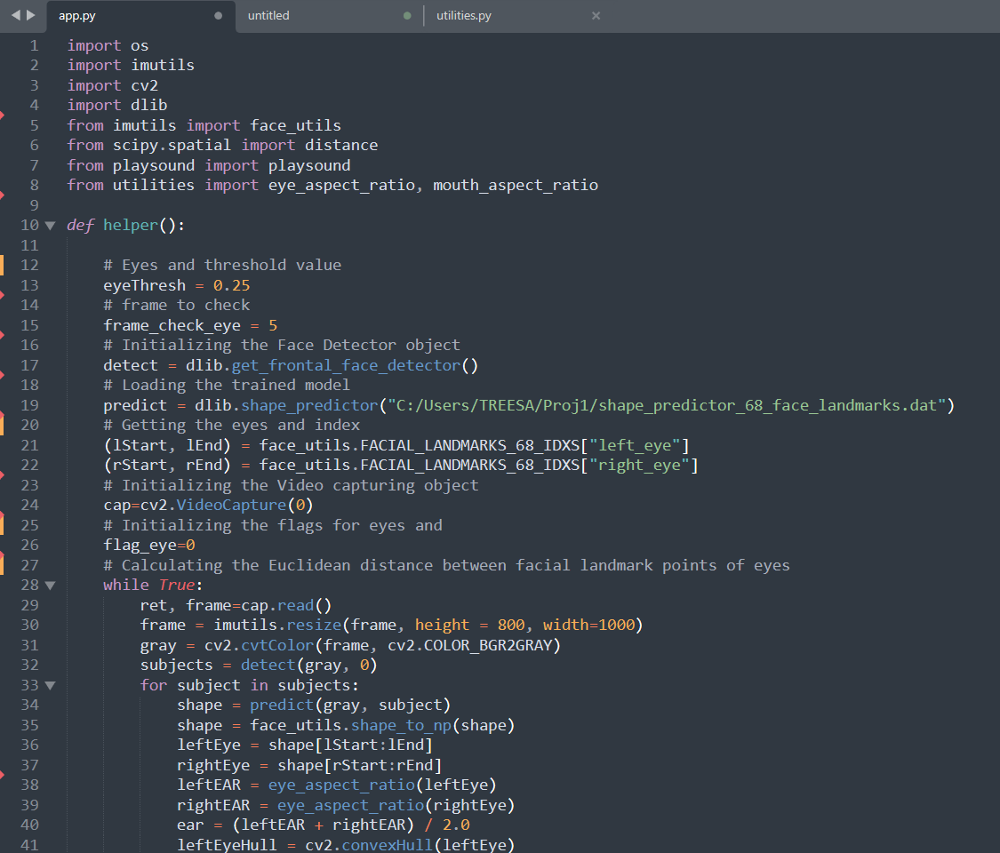 app.py untitled utilities.py
1 import os
2 import imutils
3 import cv2
4 import dlib
5 from imutils import face_utils
6 from scipy.spatial import distance
7 from playsound import playsound
8 from utilities import eye_aspect_ratio, mouth_aspect_ratio
9
10 def helper():
11
12     # Eyes and threshold value
13     eyeThresh = 0.25
14     # frame to check
15     frame_check_eye = 5
16     # Initializing the Face Detector object
17     detect = dlib.get_frontal_face_detector()
18     # Loading the trained model
19     predict = dlib.shape_predictor("C:/Users/TREESA/Proj1/shape_predictor_68_face_landmarks.dat")
20     # Getting the eyes and index
21     (lStart, lEnd) = face_utils.FACIAL_LANDMARKS_68_IDXS["left_eye"]
22     (rStart, rEnd) = face_utils.FACIAL_LANDMARKS_68_IDXS["right_eye"]
23     # Initializing the Video capturing object
24     cap=cv2.VideoCapture(0)
25     # Initializing the flags for eyes and
26     flag_eye=0
27     # Calculating the Euclidean distance between facial landmark points of eyes
28     while True:
29         ret, frame=cap.read()
30         frame = imutils.resize(frame, height = 800, width=1000)
31         gray = cv2.cvtColor(frame, cv2.COLOR_BGR2GRAY)
32         subjects = detect(gray, 0)
33         for subject in subjects:
34             shape = predict(gray, subject)
35             shape = face_utils.shape_to_np(shape)
36             leftEye = shape[lStart:lEnd]
37             rightEye = shape[rStart:rEnd]
38             leftEAR = eye_aspect_ratio(leftEye)
39             rightEAR = eye_aspect_ratio(rightEye)
40             ear = (leftEAR + rightEAR) / 2.0
41             leftEyeHull = cv2.convexHull(leftEye)